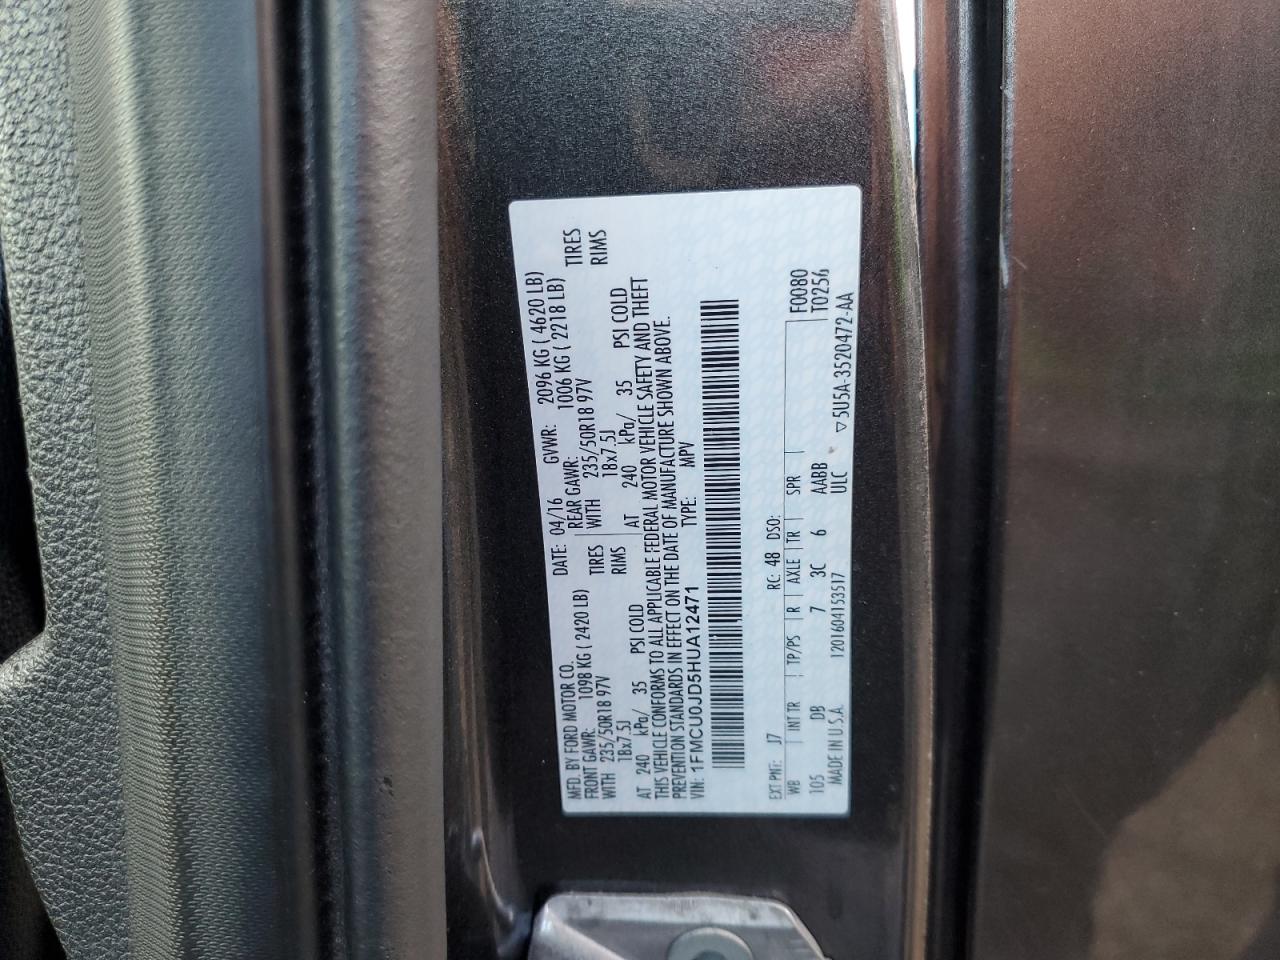 MFD. BY FORD MOTOR CO. DATE: 04/16 GVWR: 2096 KG ( 4620 LB)
FRONT GAWR: 1098 KG ( 2420 LB) REAR GAWR: 1006 KG ( 2218 LB)
WITH 235/50R18 97V TIRES WITH 235/50R18 97V TIRES
18x7.5J RIMS 18x7.5J RIMS
AT 240 kPa/ 35 PSI COLD AT 240 kPa/ 35 PSI COLD
THIS VEHICLE CONFORMS TO ALL APPLICABLE FEDERAL MOTOR VEHICLE SAFETY AND THEFT
PREVENTION STANDARDS IN EFFECT ON THE DATE OF MANUFACTURE SHOWN ABOVE.
VIN: 1FMCU0JD5HUA12471 TYPE: MPV
EXT PNT: J7 RC: 48 DSO: F0080
WB INT TR TP/PS R AXLE TR SPR T0256
105 DB 7 3C 6 AABB
MADE IN U.S.A. 1201604153517 ULC ▽5U5A-3520472-AA